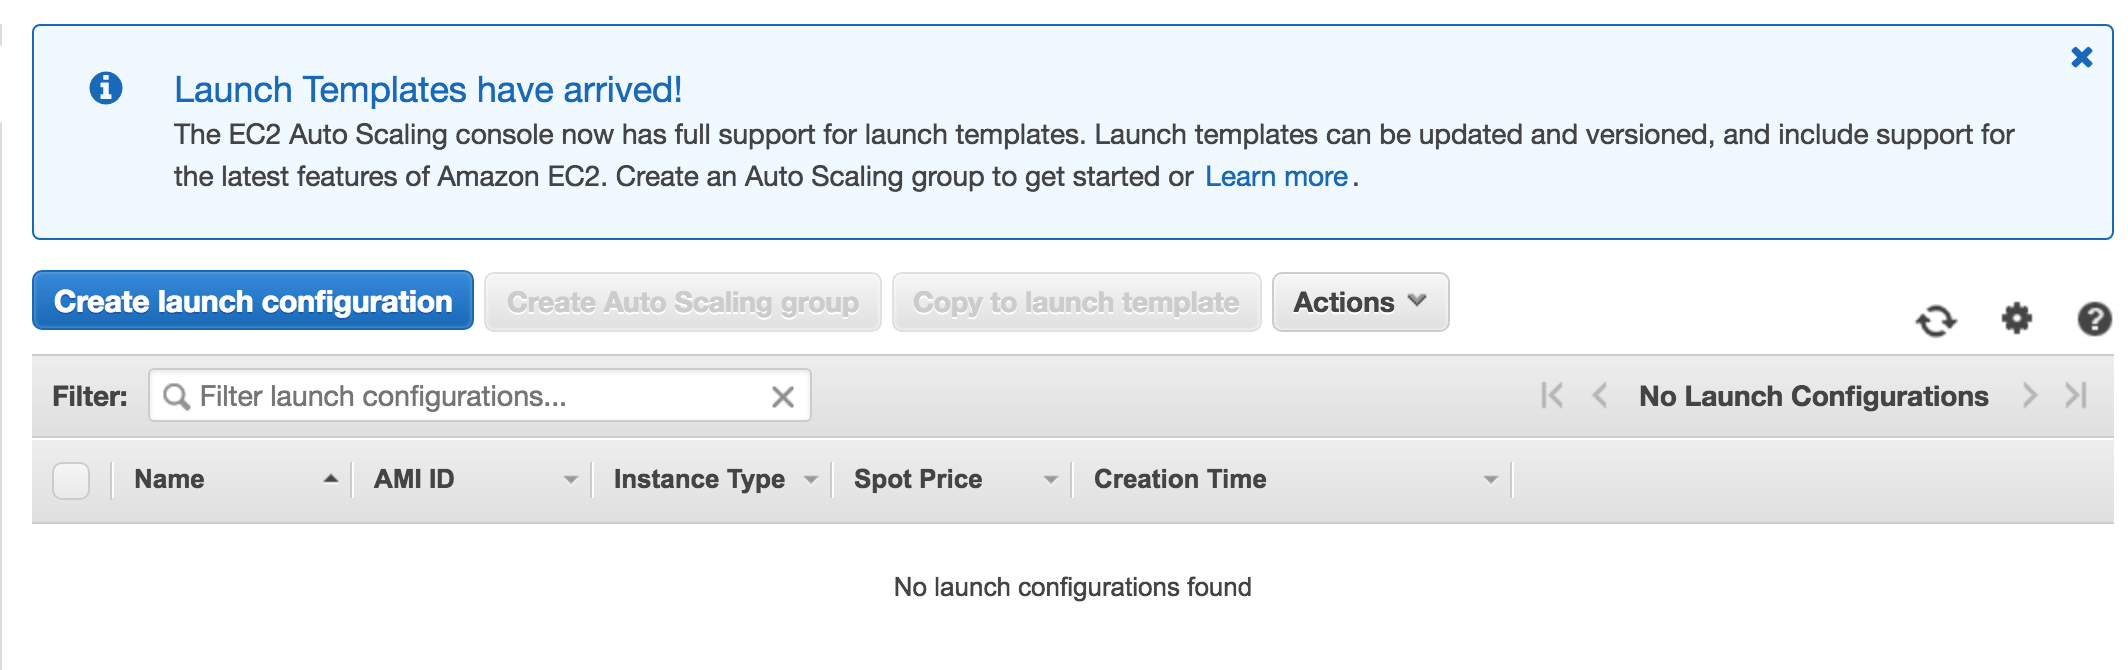 Launch Templates have arrived!
The EC2 Auto Scaling console now has full support for launch templates. Launch templates can be updated and versioned, and include support for
the latest features of Amazon EC2. Create an Auto Scaling group to get started or Learn more.
Create launch configuration Create Auto Scaling group Copy to launch template Actions
Filter: Filter launch configurations... No Launch Configurations
Name AMI ID Instance Type Spot Price Creation Time
No launch configurations found